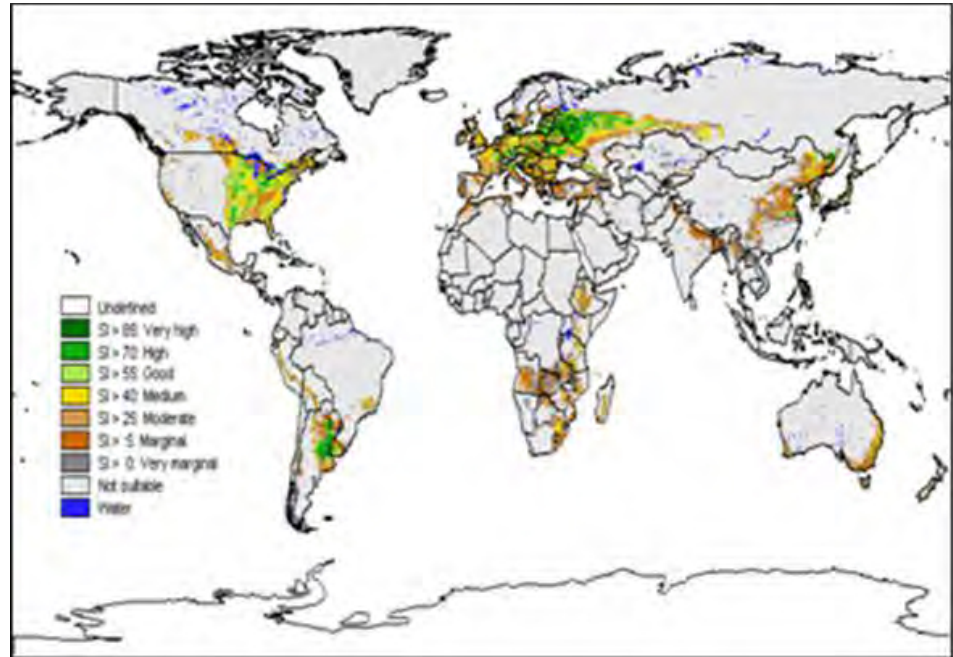 Undefined
SI > 85: Very high
SI > 70: High
SI > 55: Good
SI > 40: Medium
SI > 25: Moderate
SI > 5: Marginal
SI > 0: Very marginal
Not suitable
Water